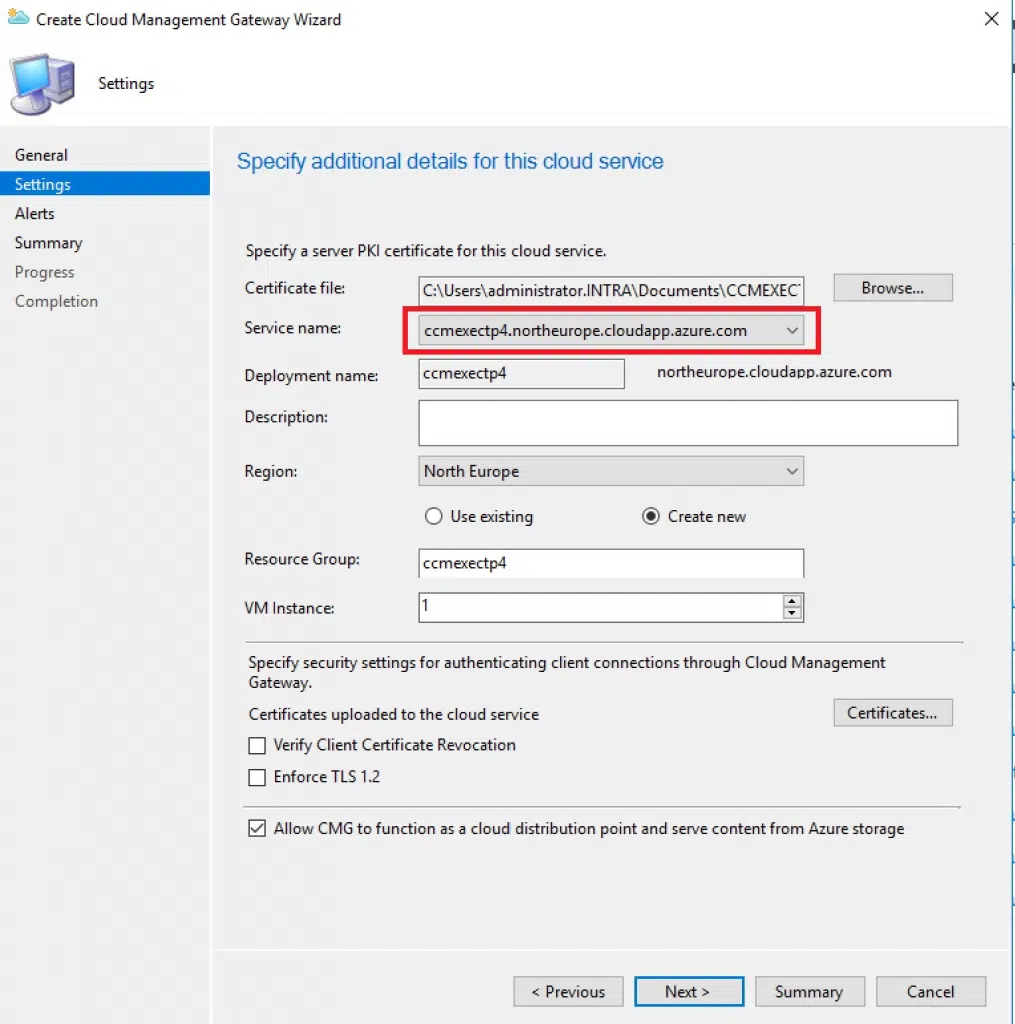 Create Cloud Management Gateway Wizard
Settings
General
Settings
Alerts
Summary
Progress
Completion
Specify additional details for this cloud service
Specify a server PKI certificate for this cloud service.
Certificate file: C:\Users\administrator.INTRA\Documents\CCMEXEC Browse...
Service name: ccmexectp4.northeurope.cloudapp.azure.com
Deployment name: ccmexectp4 northeurope.cloudapp.azure.com
Description:
Region: North Europe
Use existing Create new
Resource Group: ccmexectp4
VM Instance: 1
Specify security settings for authenticating client connections through Cloud Management
Gateway.
Certificates uploaded to the cloud service Certificates...
Verify Client Certificate Revocation
Enforce TLS 1.2
Allow CMG to function as a cloud distribution point and serve content from Azure storage
< Previous Next > Summary Cancel